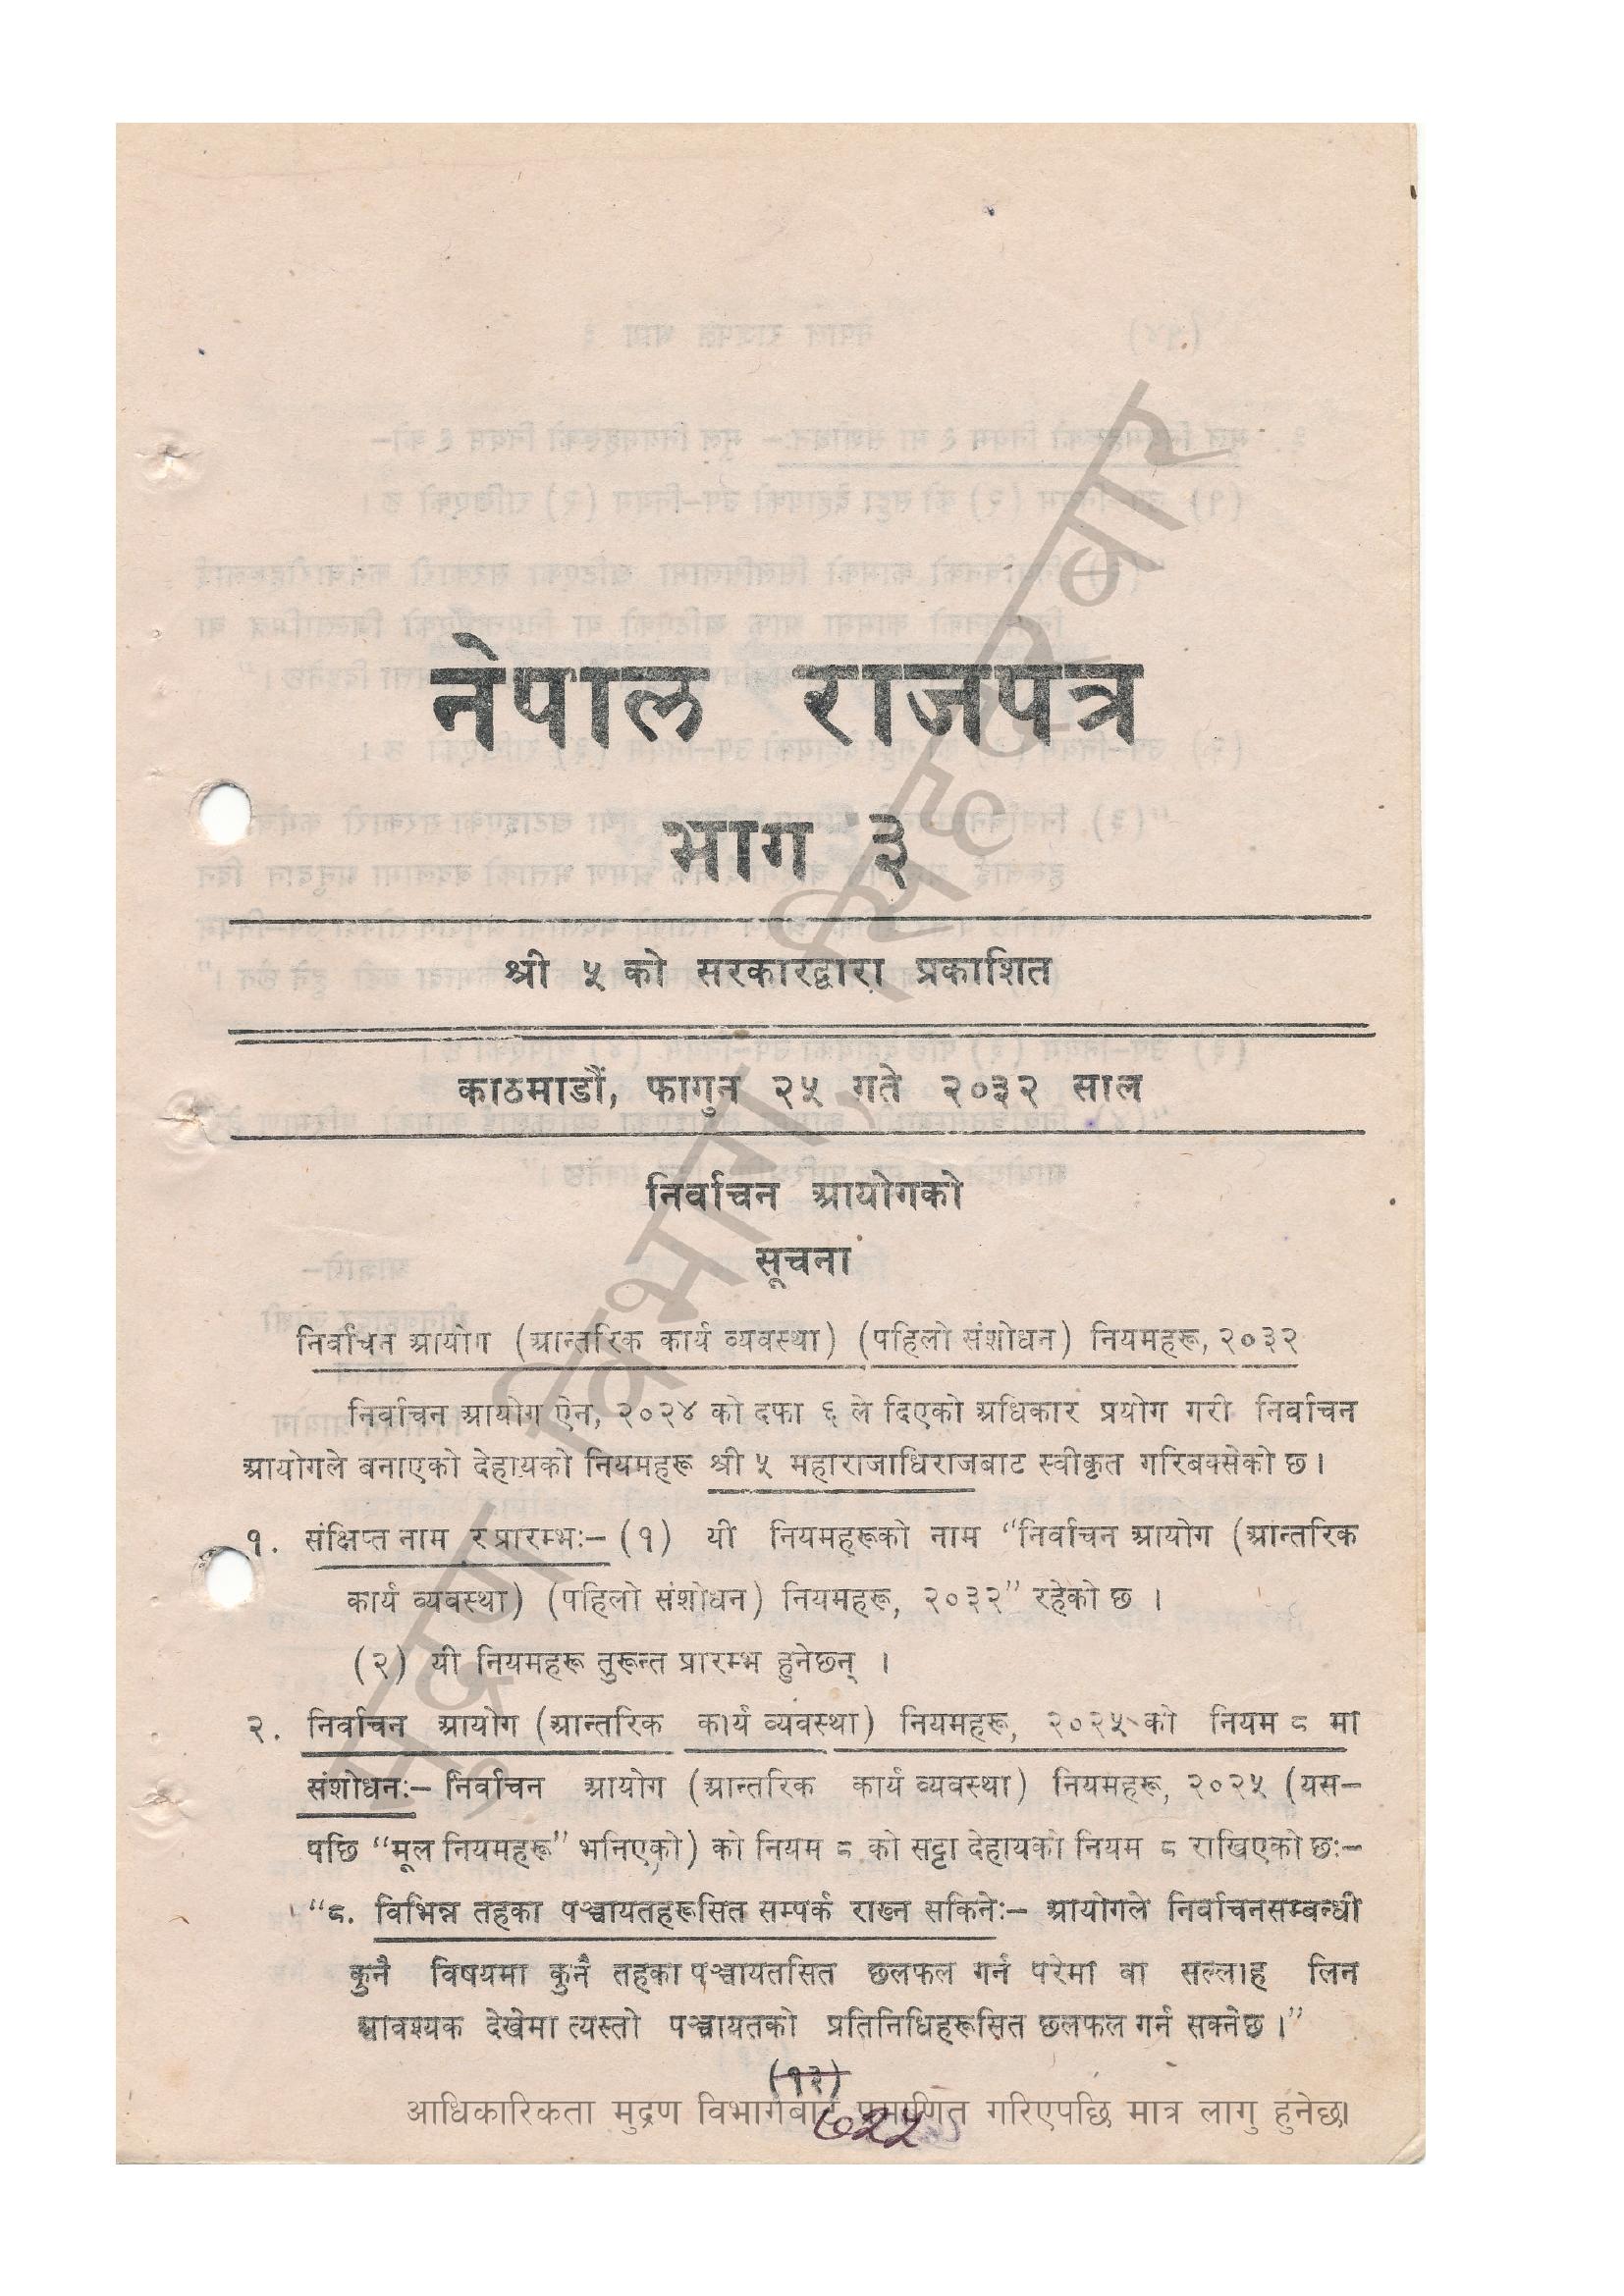 नेपाल राजपत्र
भाग ३
श्री ५ को सरकारद्वारा प्रकाशित
काठमाडौं, फागुन २५ गते २०३२ साल
निर्वाचन आयोगको
सूचना
निर्वाचन आयोग (आन्तरिक कार्य व्यवस्था) (पहिलो संशोधन) नियमहरू, २०३२
निर्वाचन आयोग ऐन, २०२४ को दफा ६ ले दिएको अधिकार प्रयोग गरी निर्वाचन
आयोगले बनाएको देहायको नियमहरू श्री ५ महाराजाधिराजबाट स्वीकृत गरिबक्सेको छ।
१. संक्षिप्त नाम र प्रारम्भः– (१) यी नियमहरूको नाम “निर्वाचन आयोग (आन्तरिक
कार्य व्यवस्था) (पहिलो संशोधन) नियमहरू, २०३२” रहेको छ ।
(२) यी नियमहरू तुरून्त प्रारम्भ हुनेछन् ।
२. निर्वाचन आयोग (आन्तरिक कार्य व्यवस्था) नियमहरू, २०२५ को नियम ८ मा
संशोधनः– निर्वाचन आयोग (आन्तरिक कार्य व्यवस्था) नियमहरू, २०२५ (यस–
पछि “मूल नियमहरू” भनिएको) को नियम ८ को सट्टा देहायको नियम ८ राखिएको छः–
“८. विभिन्न तहका पञ्चायतहरूसित सम्पर्क राख्न सकिनेः– आयोगले निर्वाचनसम्बन्धी
कुनै विषयमा कुनै तहका पञ्चायतसित छलफल गर्न परेमा वा सल्लाह लिन
आवश्यक देखेमा त्यस्तो पञ्चायतको प्रतिनिधिहरूसित छलफल गर्न सक्नेछ।”
(१३)
७२५
आधिकारिकता मुद्रण विभागबाट प्रमाणित गरिएपछि मात्र लागु हुनेछ।
मुद्रण विभाग, सिंहदरबार